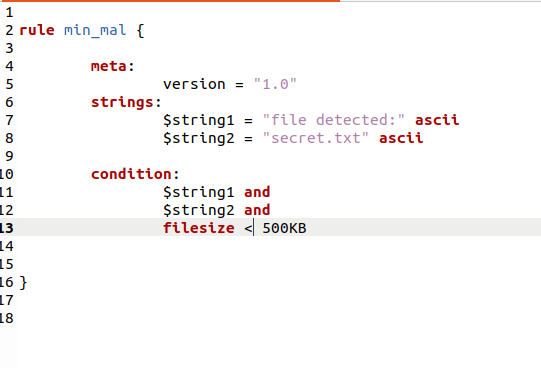 1
2 rule min_mal {
3
4 meta:
5 version = "1.0"
6 strings:
7 $string1 = "file detected:" ascii
8 $string2 = "secret.txt" ascii
9
10 condition:
11 $string1 and
12 $string2 and
13 filesize < 500KB
14
15
16 }
17
18